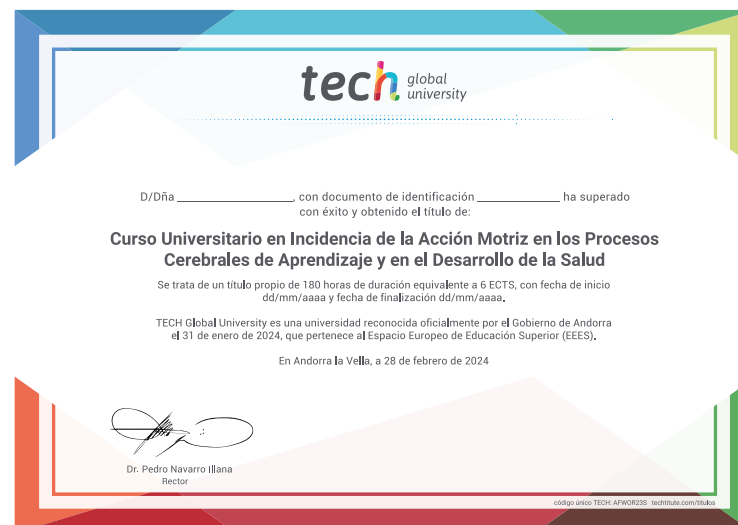 tech global university
D/Dña ______________________, con documento de identificación _______________ ha superado
con éxito y obtenido el título de:
Curso Universitario en Incidencia de la Acción Motriz en los Procesos
Cerebrales de Aprendizaje y en el Desarrollo de la Salud
Se trata de un título propio de 180 horas de duración equivalente a 6 ECTS, con fecha de inicio
dd/mm/aaaa y fecha de finalización dd/mm/aaaa.
TECH Global University es una universidad reconocida oficialmente por el Gobierno de Andorra
el 31 de enero de 2024, que pertenece al Espacio Europeo de Educación Superior (EEES).
En Andorra la Vella, a 28 de febrero de 2024
Dr. Pedro Navarro Illana
Rector
código único TECH: AFWOR23S techtitute.com/titulos